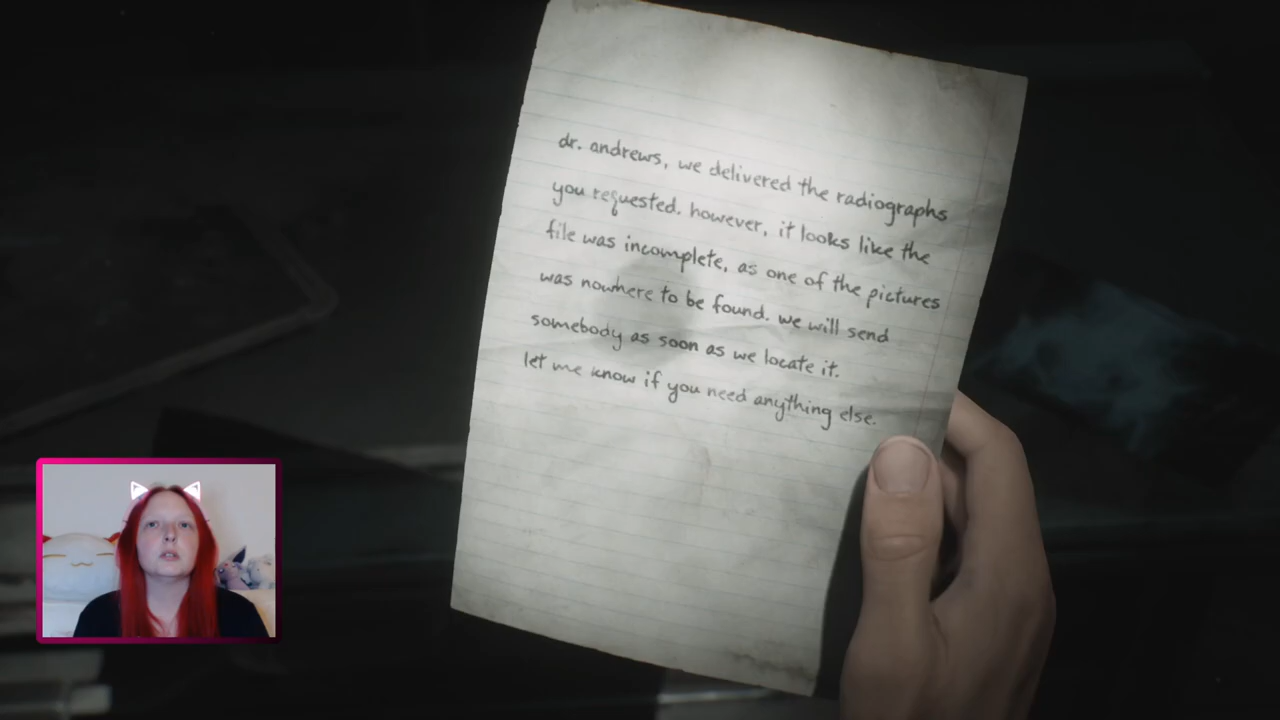 dr. andrews, we delivered the radiographs
you requested. however, it looks like the
file was incomplete, as one of the pictures
was nowhere to be found. we will send
somebody as soon as we locate it.
let me know if you need anything else.